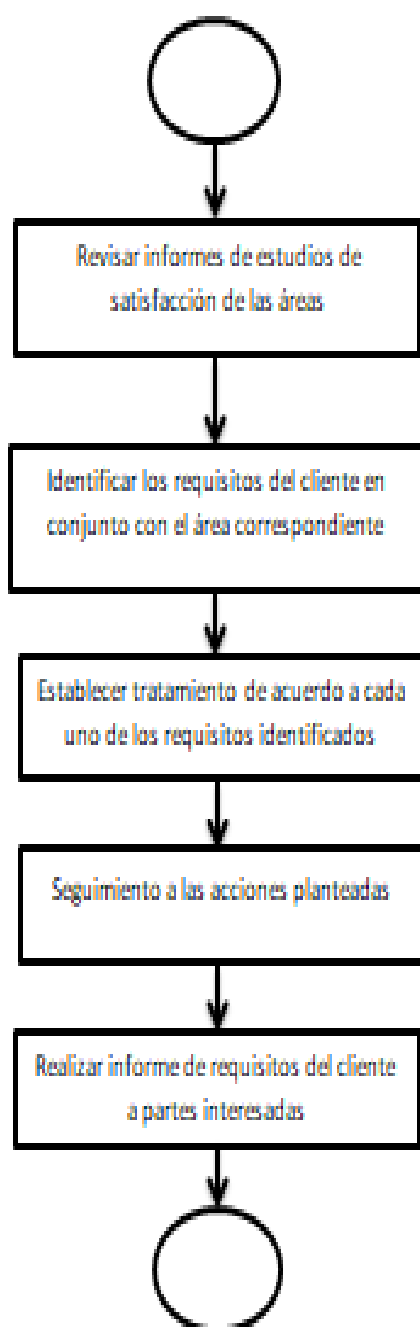 Revisar informes de estudios de
satisfacción de las áreas
Identificar los requisitos del cliente en
conjunto con el área correspondiente
Establecer tratamiento de acuerdo a cada
uno de los requisitos identificados
Seguimiento a las acciones planteadas
Realizar informe de requisitos del cliente
a partes interesadas